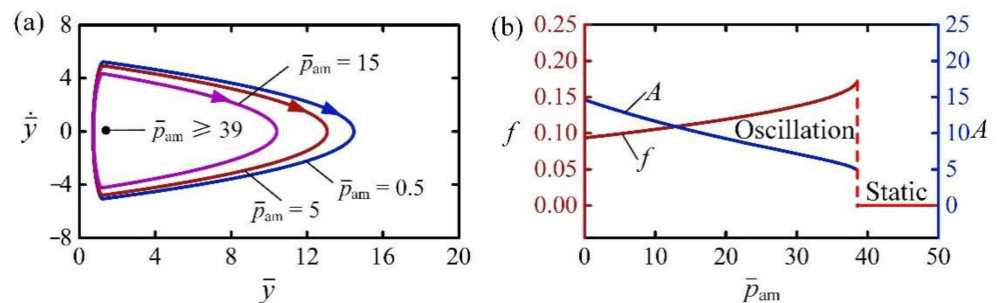 (a)
8
4
0
−4
−8
ẏ̄
0
4
8
12
16
20
ȳ
p̄am = 15
p̄am ⩾ 39
p̄am = 0.5
p̄am = 5
(b)
0.25
0.20
0.15
0.10
0.05
0.00
f
0
10
20
30
40
50
p̄am
25
20
15
10
5
0
A
A
f
Oscillation
Static